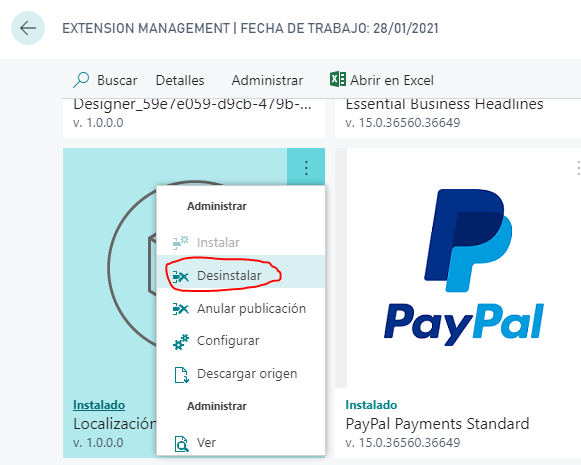 EXTENSION MANAGEMENT | FECHA DE TRABAJO: 28/01/2021
Buscar Detalles Administrar Abrir en Excel
Designer_59e7e059-d9cb-479b-...
v. 1.0.0.0
Essential Business Headlines
v. 15.0.36560.36649
Administrar
Instalar
Desinstalar
Anular publicación
Configurar
Descargar origen
Administrar
Ver
Instalado
Localización
v. 1.0.0.0
PayPal
Instalado
PayPal Payments Standard
v. 15.0.36560.36649